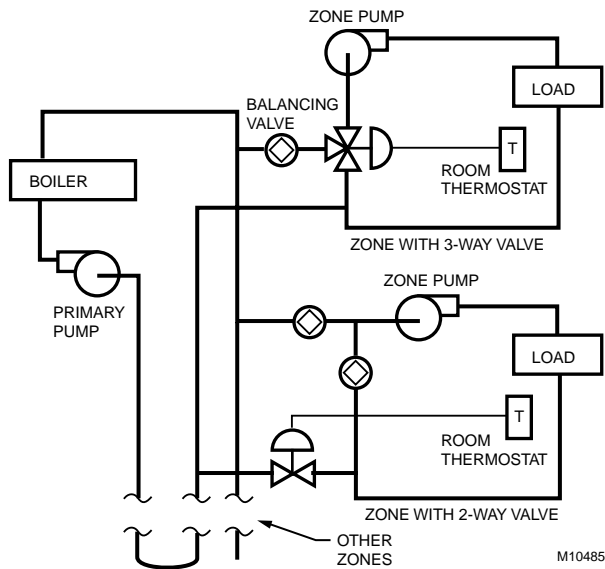 ZONE PUMP
LOAD
BALANCING
VALVE
T
ROOM
THERMOSTAT
BOILER
ZONE WITH 3-WAY VALVE
PRIMARY
PUMP
ZONE PUMP
LOAD
T
ROOM
THERMOSTAT
ZONE WITH 2-WAY VALVE
OTHER
ZONES
M10485